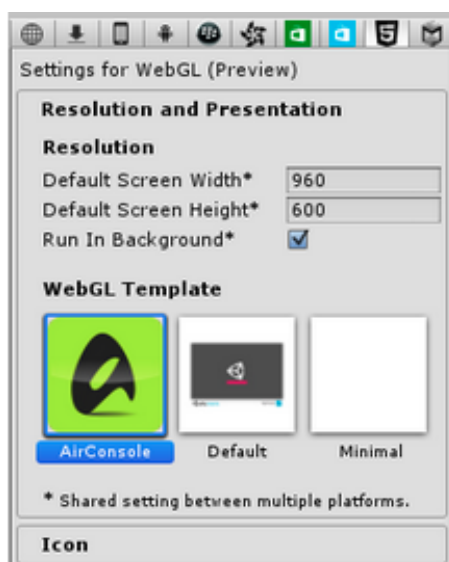 Settings for WebGL (Preview)
Resolution and Presentation
Resolution
Default Screen Width* 960
Default Screen Height* 600
Run In Background*
WebGL Template
AirConsole Default Minimal
* Shared setting between multiple platforms.
Icon